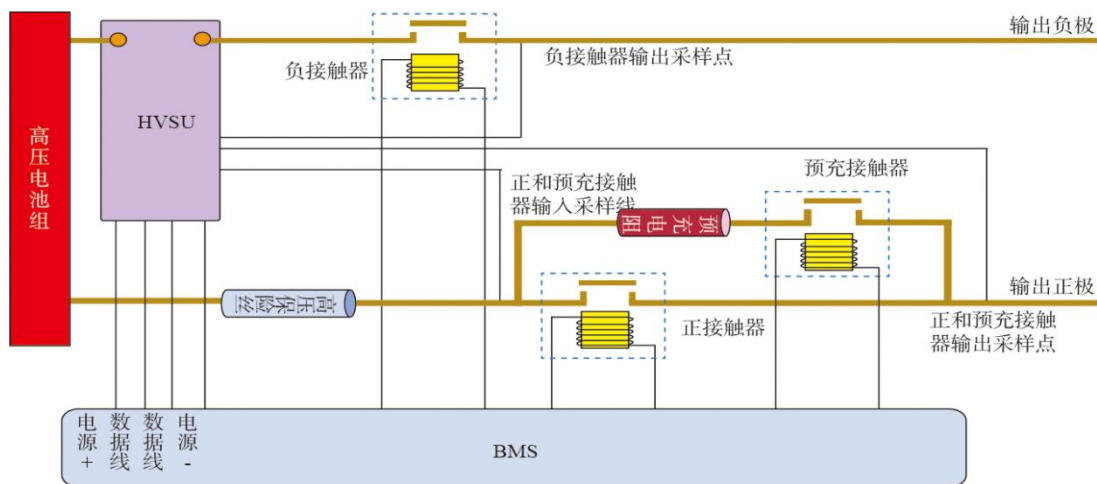 高压电池组
HVSU
负接触器
负接触器输出采样点
输出负极
正和预充接触
器输入采样线
预充电阻
预充接触器
高压保险丝
正接触器
输出正极
正和预充接触
器输出采样点
电源+
数据线
数据线
电源-
BMS